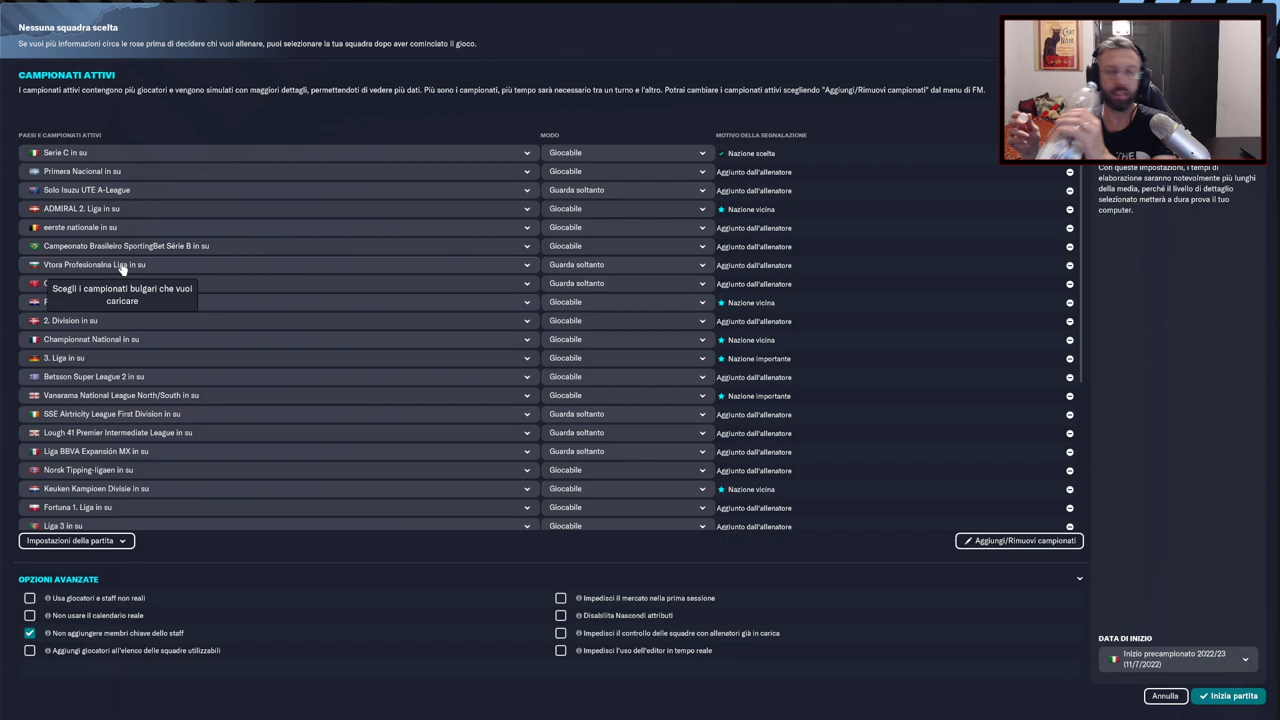 Nessuna squadra scelta
Se vuoi più informazioni circa le rose prima di decidere chi vuoi allenare, puoi selezionare la tua squadra dopo aver cominciato il gioco.
CAMPIONATI ATTIVI
I campionati attivi contengono più giocatori e vengono simulati con maggiori dettagli, permettendoti di vedere più dati. Più sono i campionati, più tempo sarà necessario tra un turno e l'altro. Potrai cambiare i campionati attivi scegliendo "Aggiungi/Rimuovi campionati" dal menu di FM.
PAESI E CAMPIONATI ATTIVI MODO MOTIVO DELLA SEGNALAZIONE
Serie C in su Giocabile Nazione scelta
Primera Nacional in su Giocabile Aggiunto dall'allenatore
Solo Isuzu UTE A-League Guarda soltanto Aggiunto dall'allenatore
ADMIRAL 2. Liga in su Giocabile Nazione vicina
eerste nationale in su Giocabile Aggiunto dall'allenatore
Campeonato Brasileiro SportingBet Série B in su Giocabile Aggiunto dall'allenatore
Vtora Profesionalna Liga in su Guarda soltanto Aggiunto dall'allenatore
Guarda soltanto Aggiunto dall'allenatore
Scegli i campionati bulgari che vuoi
caricare
Giocabile Nazione vicina
2. Division in su Giocabile Aggiunto dall'allenatore
Championnat National in su Giocabile Nazione vicina
3. Liga in su Giocabile Nazione importante
Betsson Super League 2 in su Giocabile Aggiunto dall'allenatore
Vanarama National League North/South in su Giocabile Nazione importante
SSE Airtricity League First Division in su Guarda soltanto Aggiunto dall'allenatore
Lough 41 Premier Intermediate League in su Guarda soltanto Aggiunto dall'allenatore
Liga BBVA Expansión MX in su Guarda soltanto Aggiunto dall'allenatore
Norsk Tipping-ligaen in su Giocabile Aggiunto dall'allenatore
Keuken Kampioen Divisie in su Giocabile Nazione vicina
Fortuna 1. Liga in su Giocabile Aggiunto dall'allenatore
Liga 3 in su Giocabile Aggiunto dall'allenatore
Impostazioni della partita Aggiungi/Rimuovi campionati
OPZIONI AVANZATE
Usa giocatori e staff non reali Impedisci il mercato nella prima sessione
Non usare il calendario reale Disabilita Nascondi attributi
Non aggiungere membri chiave dello staff Impedisci il controllo delle squadre con allenatori già in carica
Aggiungi giocatori all'elenco delle squadre utilizzabili Impedisci l'uso dell'editor in tempo reale
CHAT
NOIR
THE
Con queste impostazioni, i tempi di
elaborazione saranno notevolmente più lunghi
della media, perché il livello di dettaglio
selezionato metterà a dura prova il tuo
computer.
DATA DI INIZIO
Inizio precampionato 2022/23
(11/7/2022)
Annulla Inizia partita